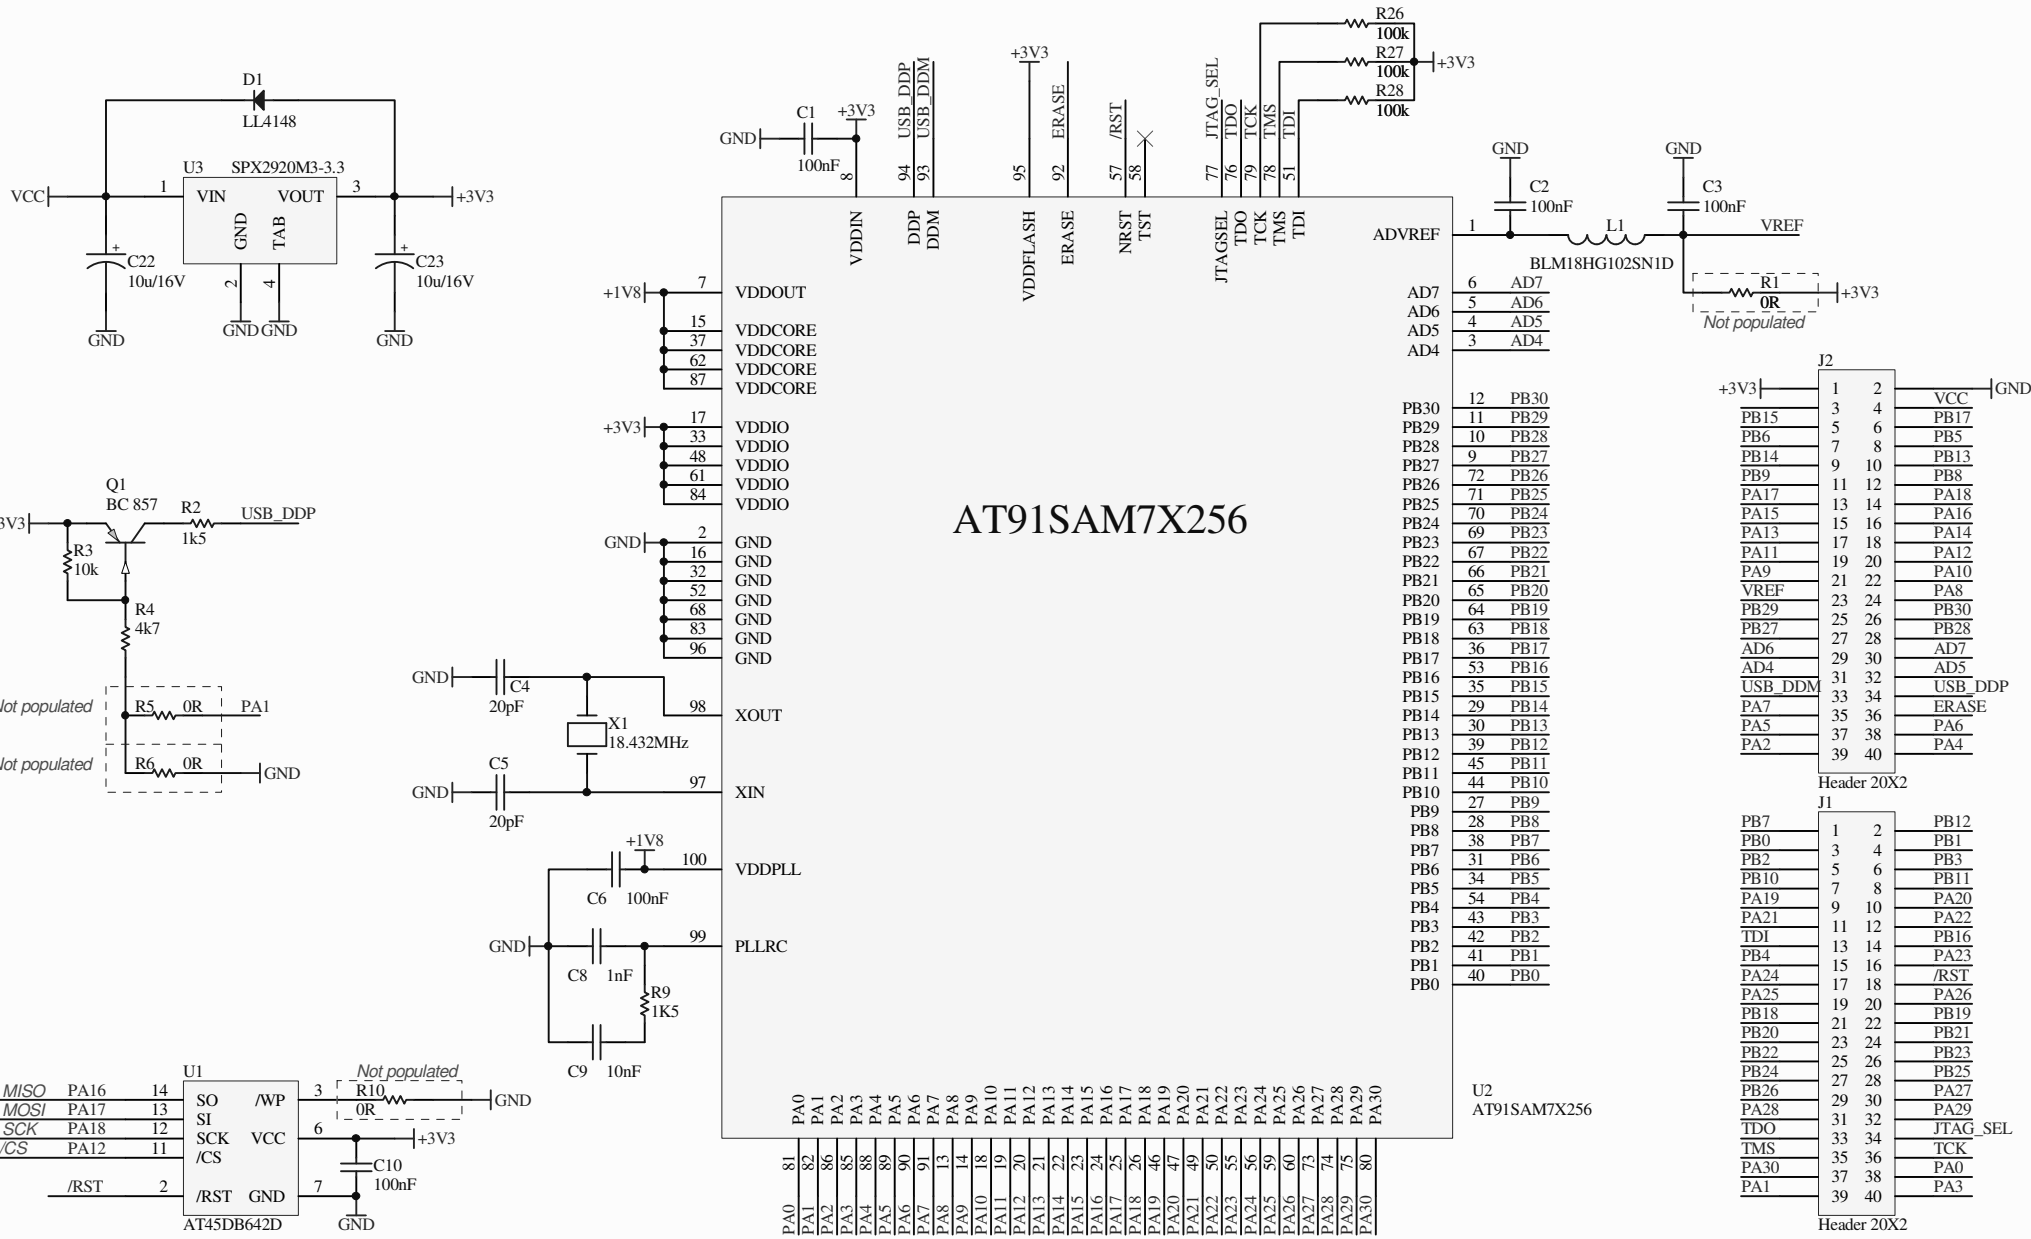 D1
LL4148
U3 SPX2920M3-3.3
VCC
1
VIN VOUT
3
+3V3
GND
TAB
2
4
C22
10u/16V
C23
10u/16V
GND
GND GND
GND
Q1
BC 857
R2
1k5
USB_DDP
3V3
R3
10k
R4
4k7
Not populated
R5 0R PA1
Not populated
R6 0R
GND
U1
MISO PA16 14 SO
MOSI PA17 13 SI
SCK PA18 12 SCK
/CS PA12 11 /CS
/RST 2 /RST
/WP 3
VCC 6
GND 7
AT45DB642D
Not populated
R10
0R
GND
+3V3
C10
100nF
GND
GND
C1
100nF
+3V3
8
VDDIN
USB_DDP
94
DDP
USB_DDM
93
DDM
+3V3
95
VDDFLASH
ERASE
92
ERASE
/RST
57
NRST
58
TST
JTAG_SEL
77
JTAGSEL
TDO
76
TDO
TCK
79
TCK
TMS
78
TMS
TDI
51
TDI
R26
100k
R27
100k
R28
100k
+3V3
+1V8
7 VDDOUT
15 VDDCORE
37 VDDCORE
62 VDDCORE
87 VDDCORE
+3V3
17 VDDIO
33 VDDIO
48 VDDIO
61 VDDIO
84 VDDIO
GND
2 GND
16 GND
32 GND
52 GND
68 GND
83 GND
96 GND
GND
C4
20pF
98 XOUT
X1
18.432MHz
GND
C5
20pF
97 XIN
+1V8
100 VDDPLL
C6 100nF
GND
99 PLLRC
C8 1nF
R9
1K5
C9 10nF
AT91SAM7X256
ADVREF 1
GND
C2
100nF
L1
BLM18HG102SN1D
GND
C3
100nF
VREF
R1
0R
+3V3
Not populated
AD7 6 AD7
AD6 5 AD6
AD5 4 AD5
AD4 3 AD4
PB30 12 PB30
PB29 11 PB29
PB28 10 PB28
PB27 9 PB27
PB26 72 PB26
PB25 71 PB25
PB24 70 PB24
PB23 69 PB23
PB22 67 PB22
PB21 66 PB21
PB20 65 PB20
PB19 64 PB19
PB18 63 PB18
PB17 36 PB17
PB16 53 PB16
PB15 35 PB15
PB14 29 PB14
PB13 30 PB13
PB12 39 PB12
PB11 45 PB11
PB10 44 PB10
PB9 27 PB9
PB8 28 PB8
PB7 38 PB7
PB6 31 PB6
PB5 34 PB5
PB4 54 PB4
PB3 43 PB3
PB2 42 PB2
PB1 41 PB1
PB0 40 PB0
U2
AT91SAM7X256
PA0 81 PA0
PA1 82 PA1
PA2 86 PA2
PA3 85 PA3
PA4 88 PA4
PA5 89 PA5
PA6 90 PA6
PA7 91 PA7
PA8 13 PA8
PA9 14 PA9
PA10 18 PA10
PA11 19 PA11
PA12 20 PA12
PA13 21 PA13
PA14 22 PA14
PA15 23 PA15
PA16 24 PA16
PA17 25 PA17
PA18 26 PA18
PA19 46 PA19
PA20 47 PA20
PA21 49 PA21
PA22 50 PA22
PA23 55 PA23
PA24 56 PA24
PA25 59 PA25
PA26 60 PA26
PA27 73 PA27
PA28 74 PA28
PA29 75 PA29
PA30 80 PA30
J2
+3V3 1 2 GND
3 4 VCC
PB15 5 6 PB17
PB6 7 8 PB5
PB14 9 10 PB13
PB9 11 12 PB8
PA17 13 14 PA18
PA15 15 16 PA16
PA13 17 18 PA14
PA11 19 20 PA12
PA9 21 22 PA10
VREF 23 24 PA8
PB29 25 26 PB30
PB27 27 28 PB28
AD6 29 30 AD7
AD4 31 32 AD5
USB_DDM 33 34 USB_DDP
PA7 35 36 ERASE
PA5 37 38 PA6
PA2 39 40 PA4
Header 20X2
J1
PB7 1 2 PB12
PB0 3 4 PB1
PB2 5 6 PB3
PB10 7 8 PB11
PA19 9 10 PA20
PA21 11 12 PA22
TDI 13 14 PB16
PB4 15 16 PA23
PA24 17 18 /RST
PA25 19 20 PA26
PB18 21 22 PB19
PB20 23 24 PB21
PB22 25 26 PB23
PB24 27 28 PB25
PB26 29 30 PA27
PA28 31 32 PA29
TDO 33 34 JTAG_SEL
TMS 35 36 TCK
PA30 37 38 PA0
PA1 39 40 PA3
Header 20X2